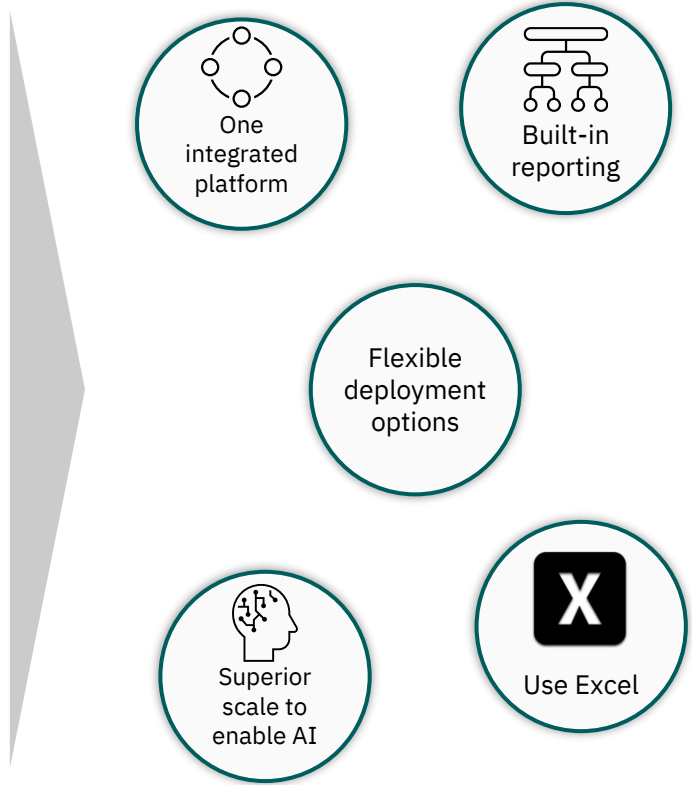 One
integrated
platform
Built-in
reporting
Flexible
deployment
options
Superior
scale to
enable AI
X
Use Excel